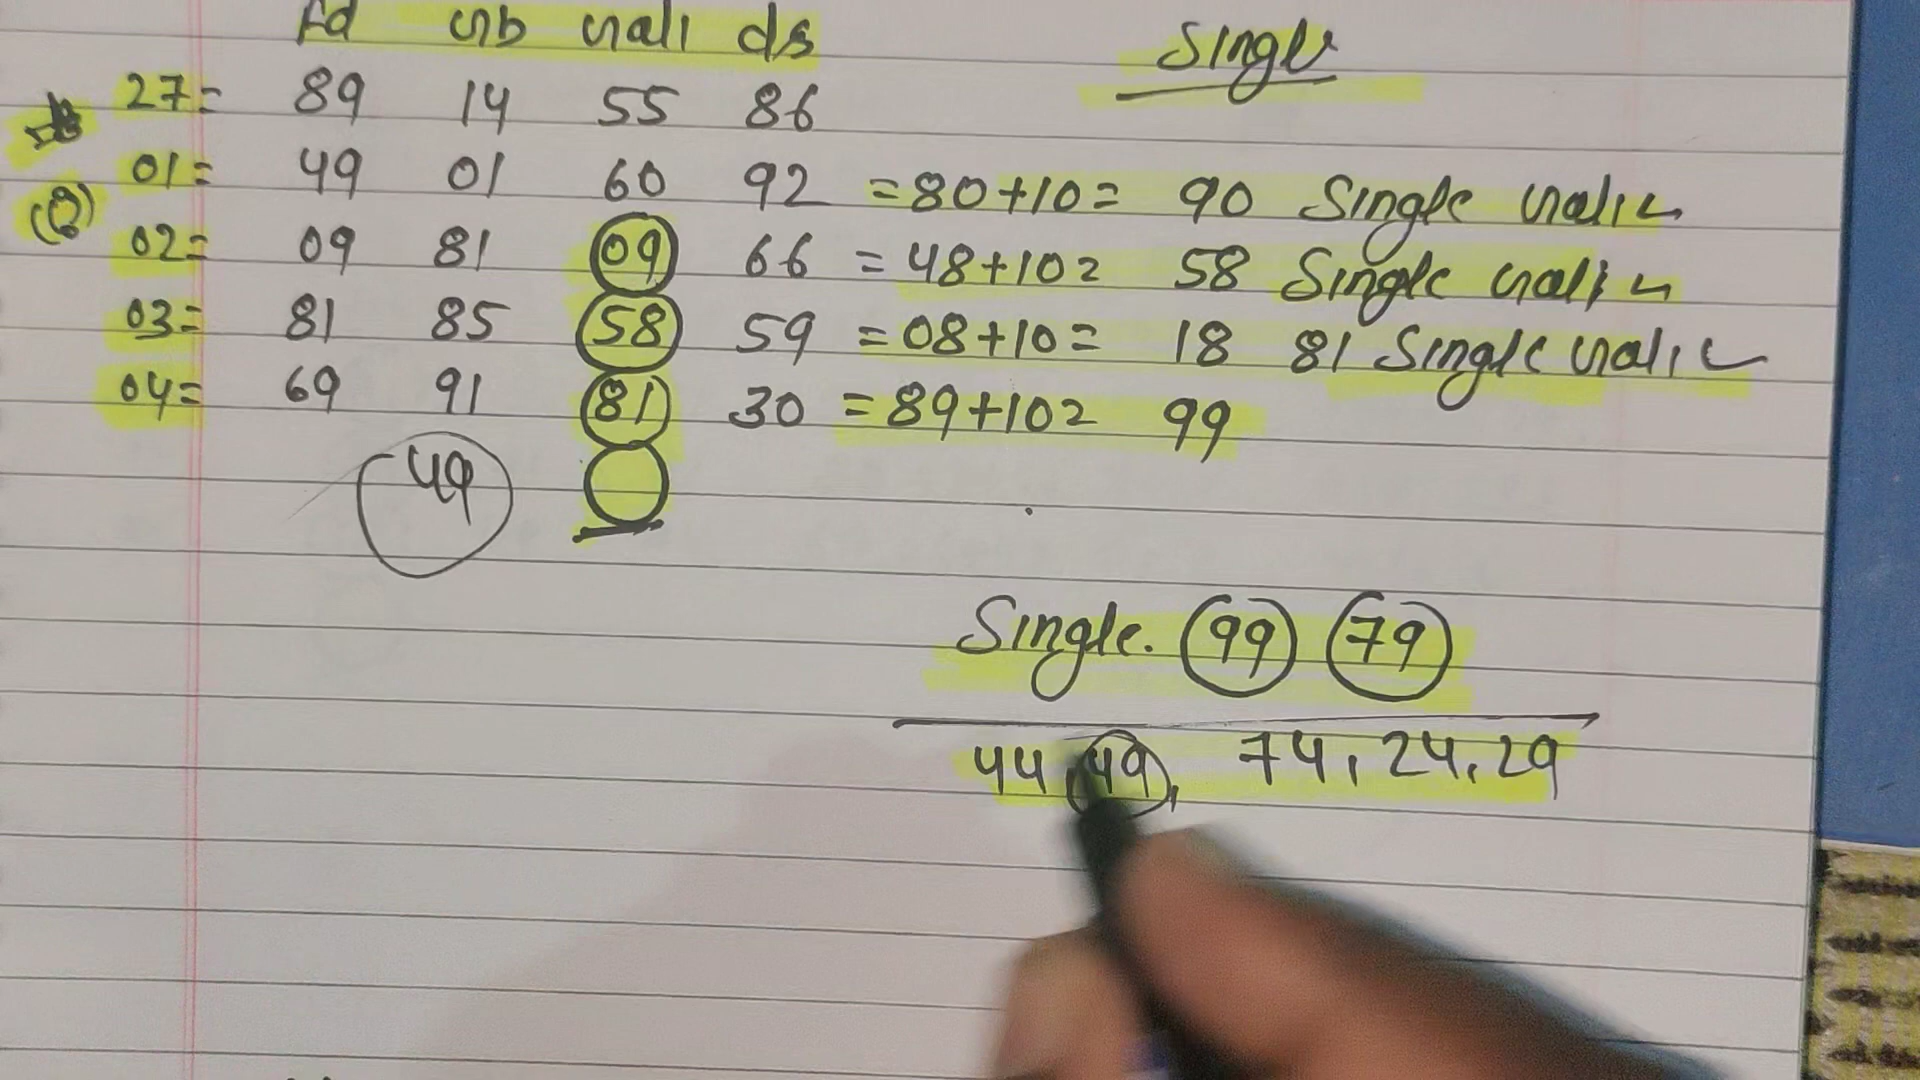 Fd Gb Gali ds
Single
27= 89 14 55 86
01= 49 01 60 92 =80+10= 90 Single Gali
(Q) 02= 09 81 09 66 =48+10= 58 Single Gali
03= 81 85 58 59 =08+10= 18 81 Single Gali
04= 69 91 81 30 =89+10= 99
49
Single. 99 79
44, 49, 74, 24, 29